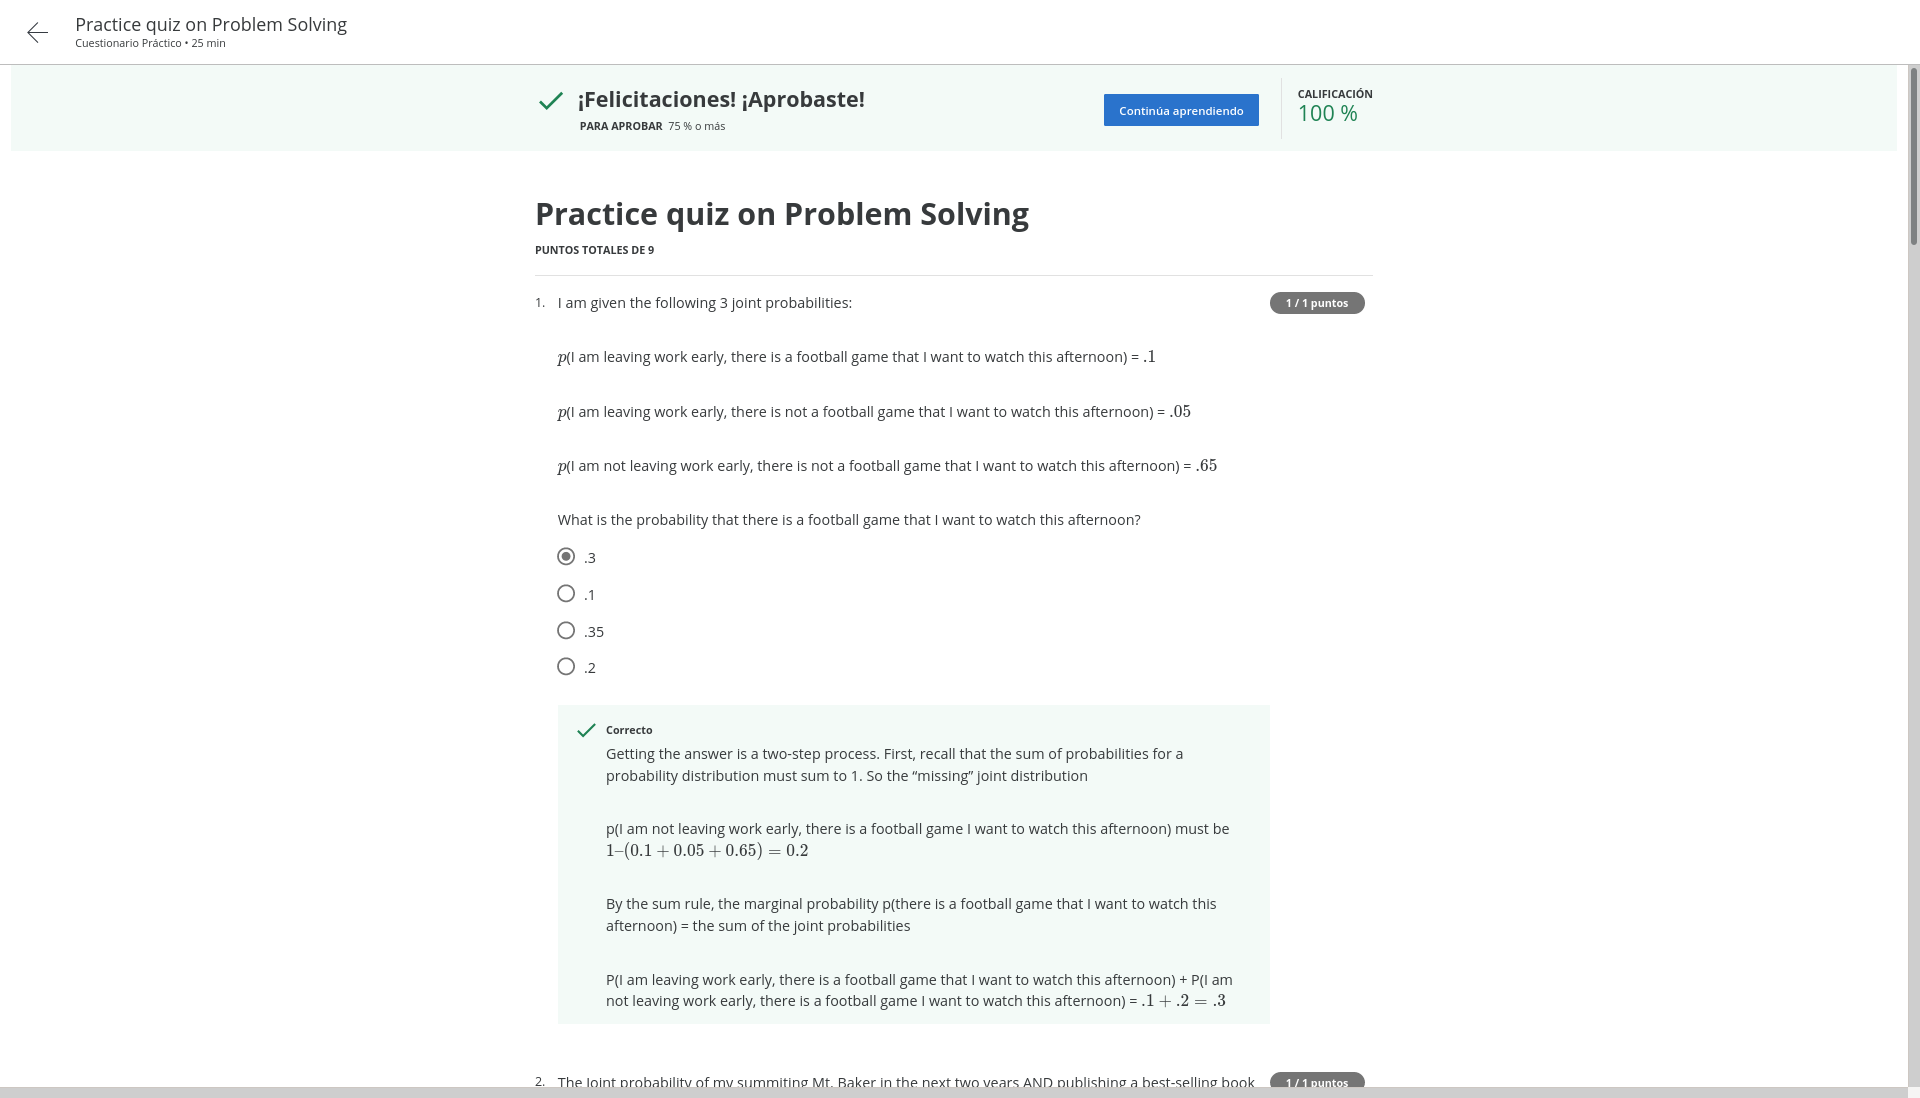 Practice quiz on Problem Solving
Cuestionario Práctico • 25 min
¡Felicitaciones! ¡Aprobaste!
PARA APROBAR 75 % o más
Continúa aprendiendo
CALIFICACIÓN
100 %
Practice quiz on Problem Solving
PUNTOS TOTALES DE 9
1. I am given the following 3 joint probabilities:
1 / 1 puntos
p(I am leaving work early, there is a football game that I want to watch this afternoon) = .1
p(I am leaving work early, there is not a football game that I want to watch this afternoon) = .05
p(I am not leaving work early, there is not a football game that I want to watch this afternoon) = .65
What is the probability that there is a football game that I want to watch this afternoon?
.3
.1
.35
.2
Correcto
Getting the answer is a two-step process. First, recall that the sum of probabilities for a
probability distribution must sum to 1. So the “missing” joint distribution
p(I am not leaving work early, there is a football game I want to watch this afternoon) must be
1–(0.1 + 0.05 + 0.65) = 0.2
By the sum rule, the marginal probability p(there is a football game that I want to watch this
afternoon) = the sum of the joint probabilities
P(I am leaving work early, there is a football game that I want to watch this afternoon) + P(I am
not leaving work early, there is a football game I want to watch this afternoon) = .1 + .2 = .3
2. The Joint probability of my summiting Mt. Baker in the next two years AND publishing a best-selling book
1 / 1 puntos